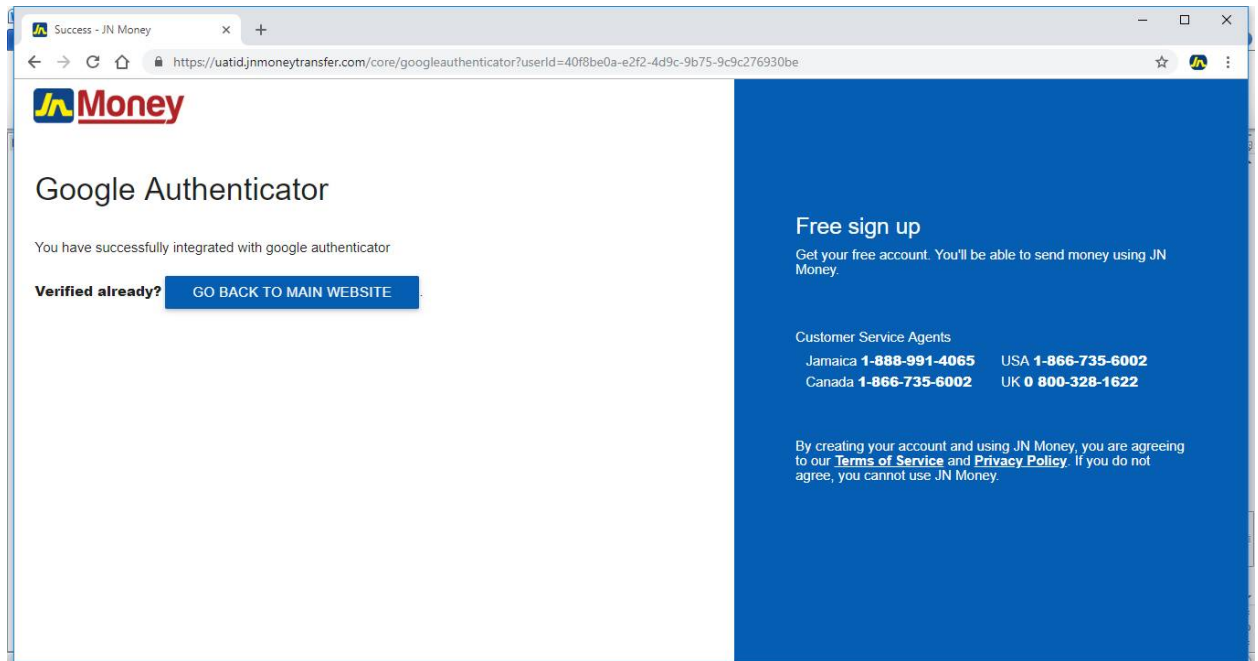 Success - JN Money
https://uatid.jnmoneytransfer.com/core/googleauthenticator?userId=40f8be0a-e2f2-4d9c-9b75-9c9c276930be
JN Money
Google Authenticator
You have successfully integrated with google authenticator
Verified already? GO BACK TO MAIN WEBSITE .
Free sign up
Get your free account. You'll be able to send money using JN
Money.
Customer Service Agents
Jamaica 1-888-991-4065 USA 1-866-735-6002
Canada 1-866-735-6002 UK 0 800-328-1622
By creating your account and using JN Money, you are agreeing
to our Terms of Service and Privacy Policy. If you do not
agree, you cannot use JN Money.